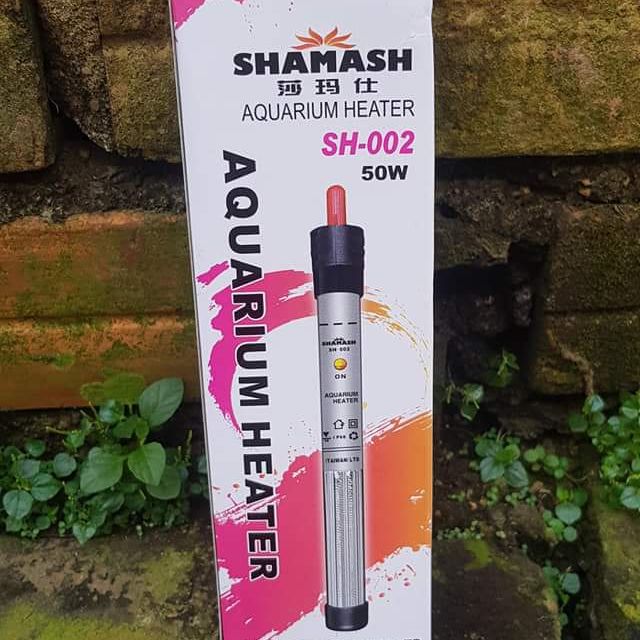 SHAMASH
莎玛仕
AQUARIUM HEATER
SH-002
50W
AQUARIUM HEATER
SHAMASH
SH-002
ON
AQUARIUM
HEATER
TAIWAN LTD